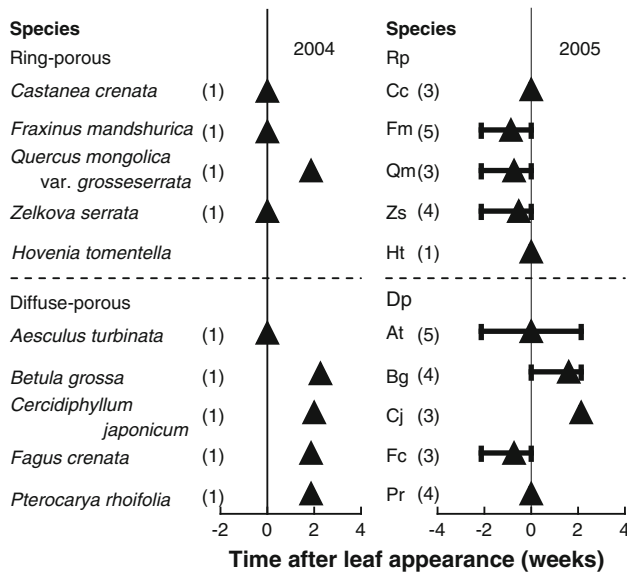 Species 2004 Species 2005
Ring-porous Rp
Castanea crenata (1) Cc (3)
Fraxinus mandshurica (1) Fm (5)
Quercus mongolica
var. grosseserrata (1) Qm (3)
Zelkova serrata (1) Zs (4)
Hovenia tomentella Ht (1)
Diffuse-porous Dp
Aesculus turbinata (1) At (5)
Betula grossa (1) Bg (4)
Cercidiphyllum
japonicum (1) Cj (3)
Fagus crenata (1) Fc (3)
Pterocarya rhoifolia (1) Pr (4)
-2 0 2 4 -4 -2 0 2 4
Time after leaf appearance (weeks)